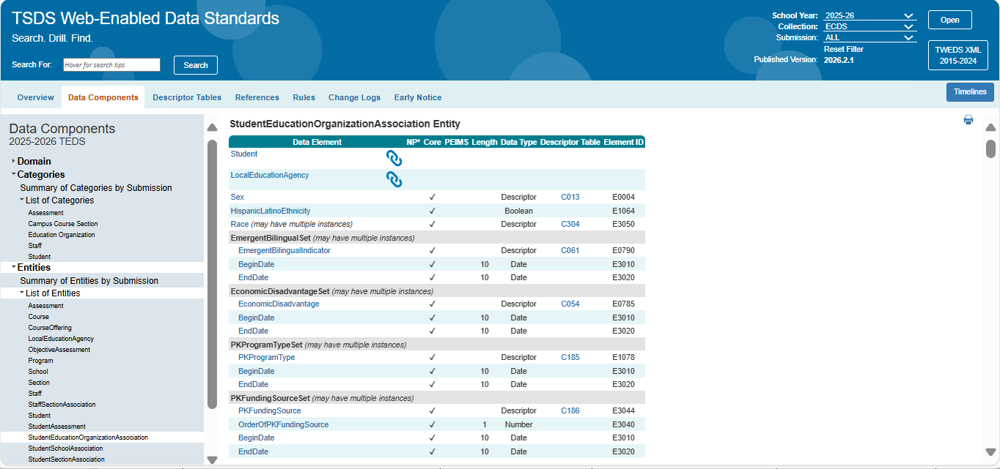 TSDS Web-Enabled Data Standards
Search. Drill. Find.
Search For: Hover for search tips Search
School Year: 2025-26
Collection: ECDS
Submission: ALL
Reset Filter
Published Version: 2026.2.1
Open
TWEDS XML
2015-2024
Overview Data Components Descriptor Tables References Rules Change Logs Early Notice
Timelines
Data Components
2025-2026 TEDS
Domain
Categories
Summary of Categories by Submission
List of Categories
Assessment
Campus Course Section
Education Organization
Staff
Student
Entities
Summary of Entities by Submission
List of Entities
Assessment
Course
CourseOffering
LocalEducationAgency
ObjectiveAssessment
Program
School
Section
Staff
StaffSectionAssociation
Student
StudentAssessment
StudentEducationOrganizationAssociation
StudentSchoolAssociation
StudentSectionAssociation
StudentEducationOrganizationAssociation Entity
Data Element NP* Core PEIMS Length Data Type Descriptor Table Element ID
Student
LocalEducationAgency
Sex ✓ Descriptor C013 E0004
HispanicLatinoEthnicity ✓ Boolean E1064
Race (may have multiple instances) ✓ Descriptor C304 E3050
EmergentBilingualSet (may have multiple instances)
EmergentBilingualIndicator ✓ Descriptor C061 E0790
BeginDate ✓ 10 Date E3010
EndDate ✓ 10 Date E3020
EconomicDisadvantageSet (may have multiple instances)
EconomicDisadvantage ✓ Descriptor C054 E0785
BeginDate ✓ 10 Date E3010
EndDate ✓ 10 Date E3020
PKProgramTypeSet (may have multiple instances)
PKProgramType ✓ Descriptor C185 E1078
BeginDate ✓ 10 Date E3010
EndDate ✓ 10 Date E3020
PKFundingSourceSet (may have multiple instances)
PKFundingSource ✓ Descriptor C186 E3044
OrderOfPKFundingSource ✓ 1 Number E3040
BeginDate ✓ 10 Date E3010
EndDate ✓ 10 Date E3020